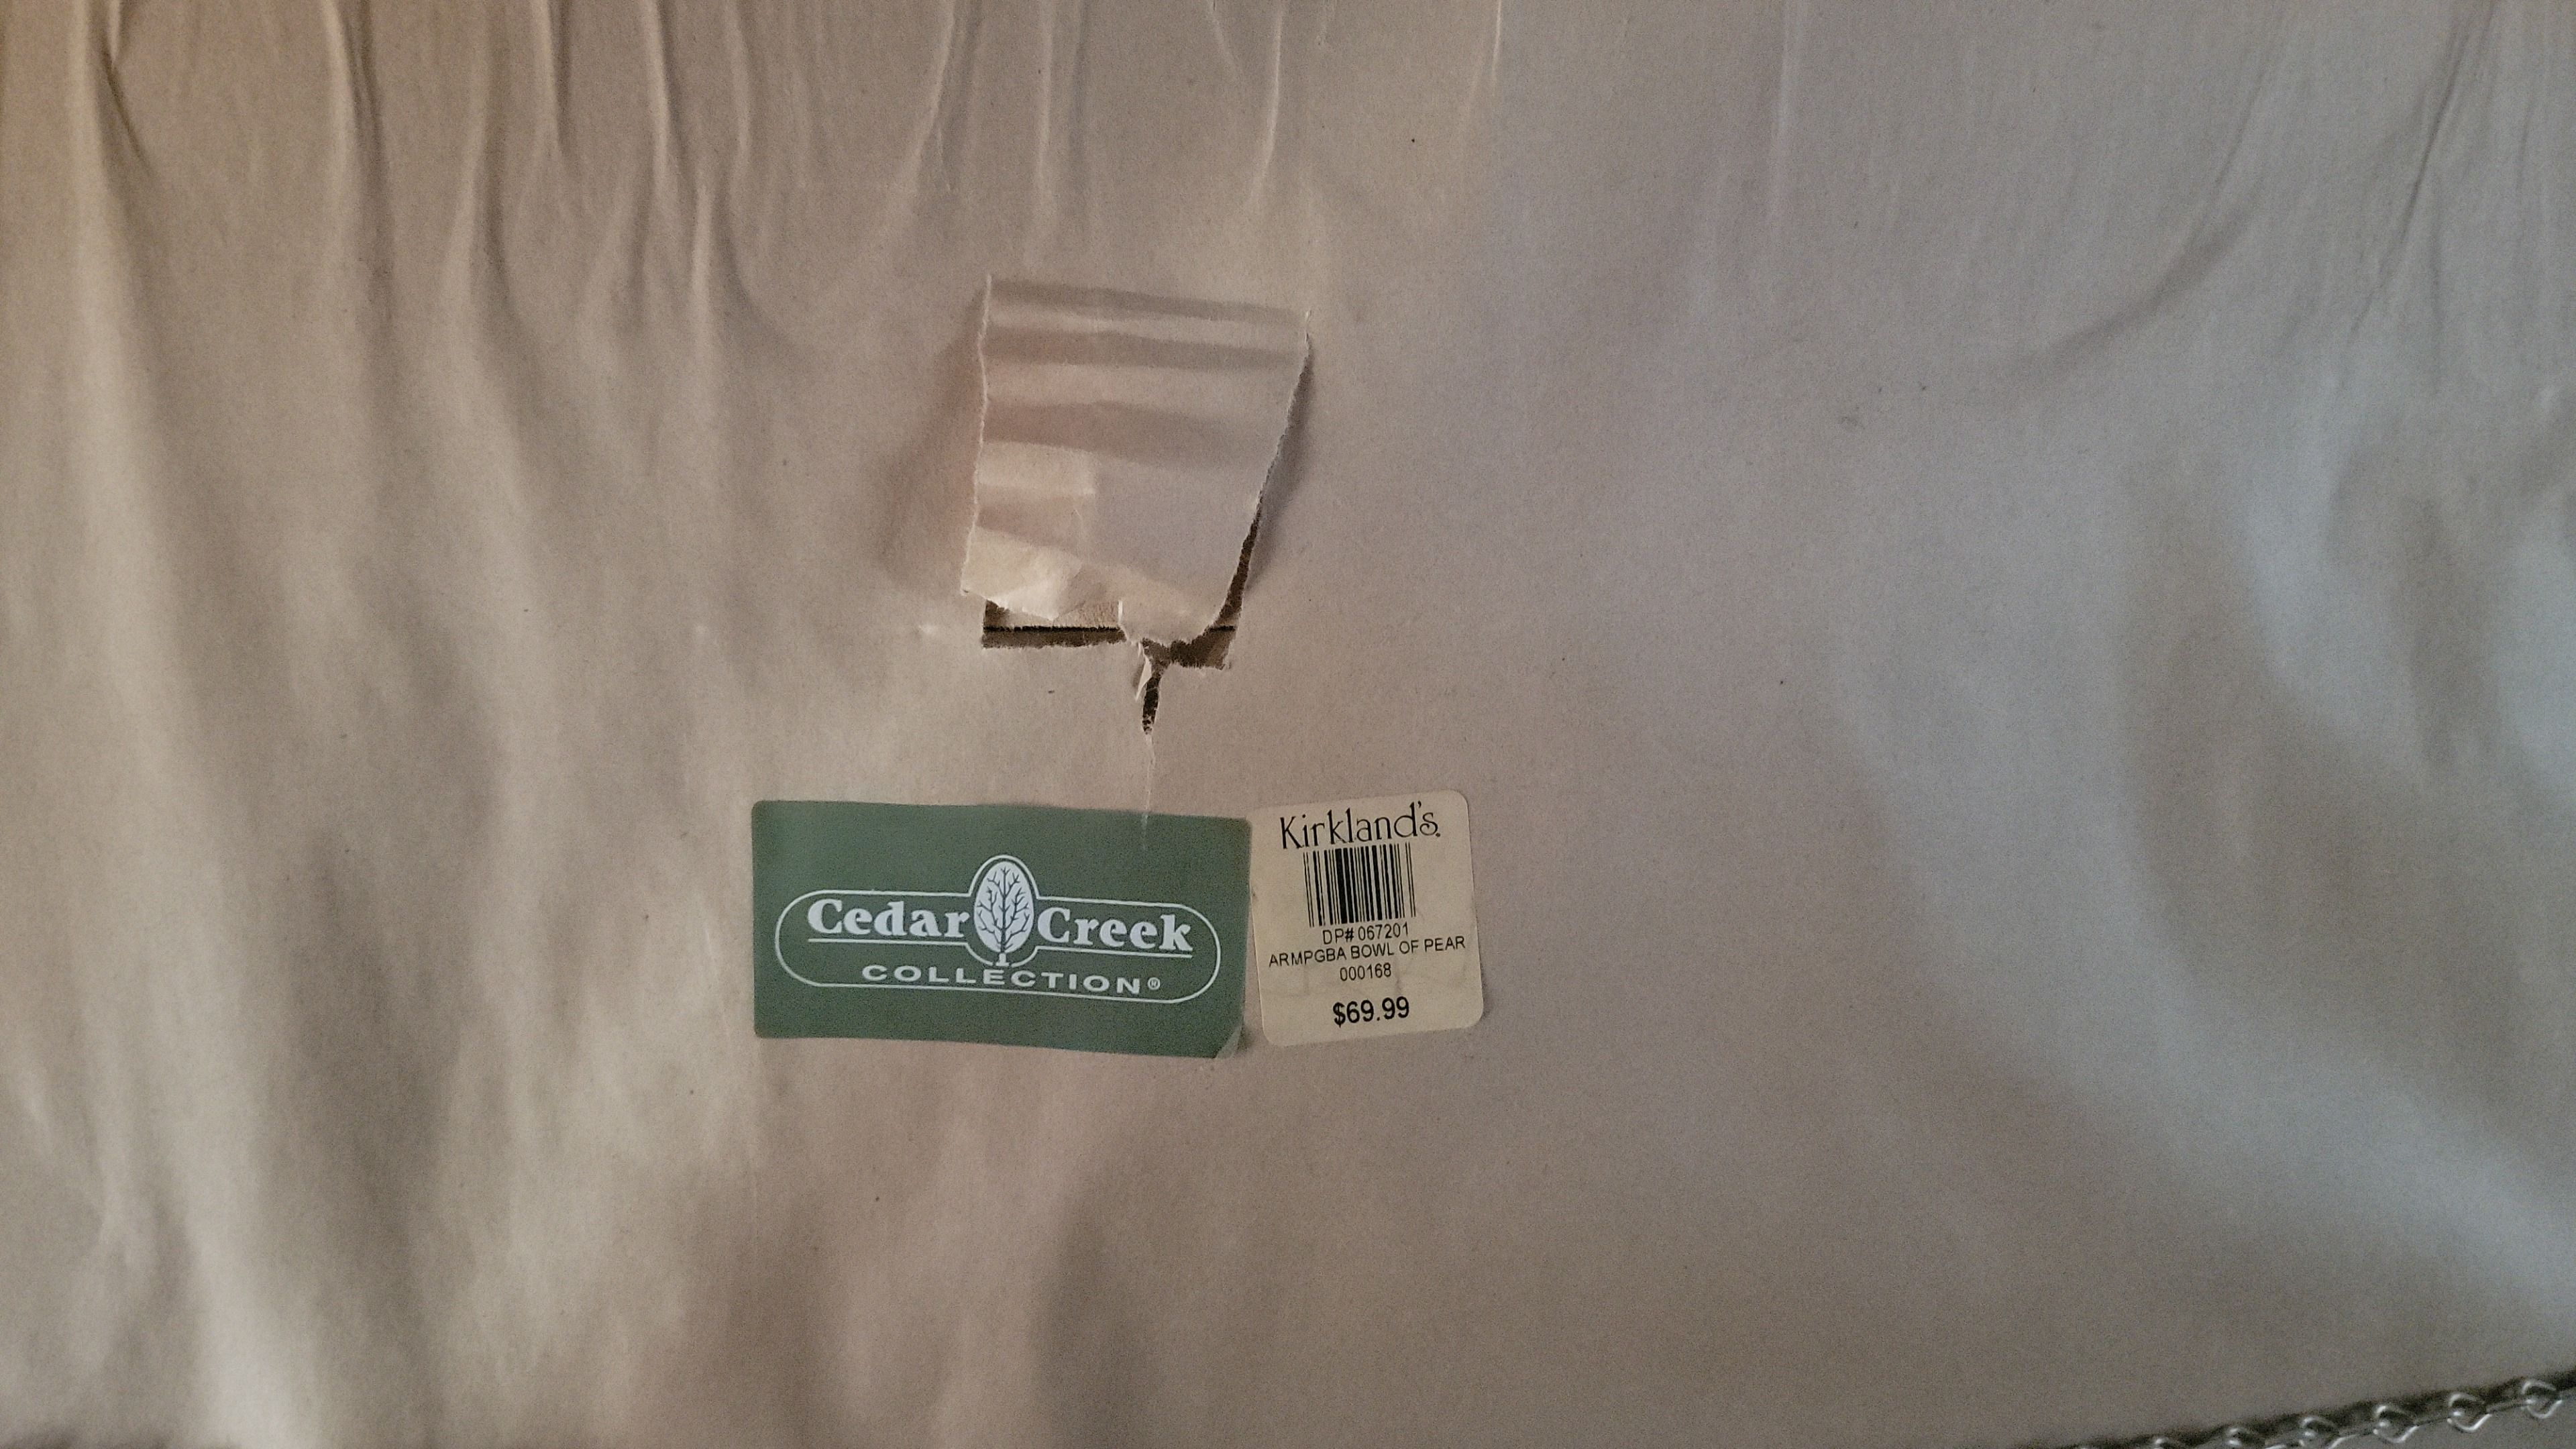 Cedar Creek
COLLECTION®
Kirkland's
DP# 067201
ARMPGBA BOWL OF PEAR
000168
$69.99